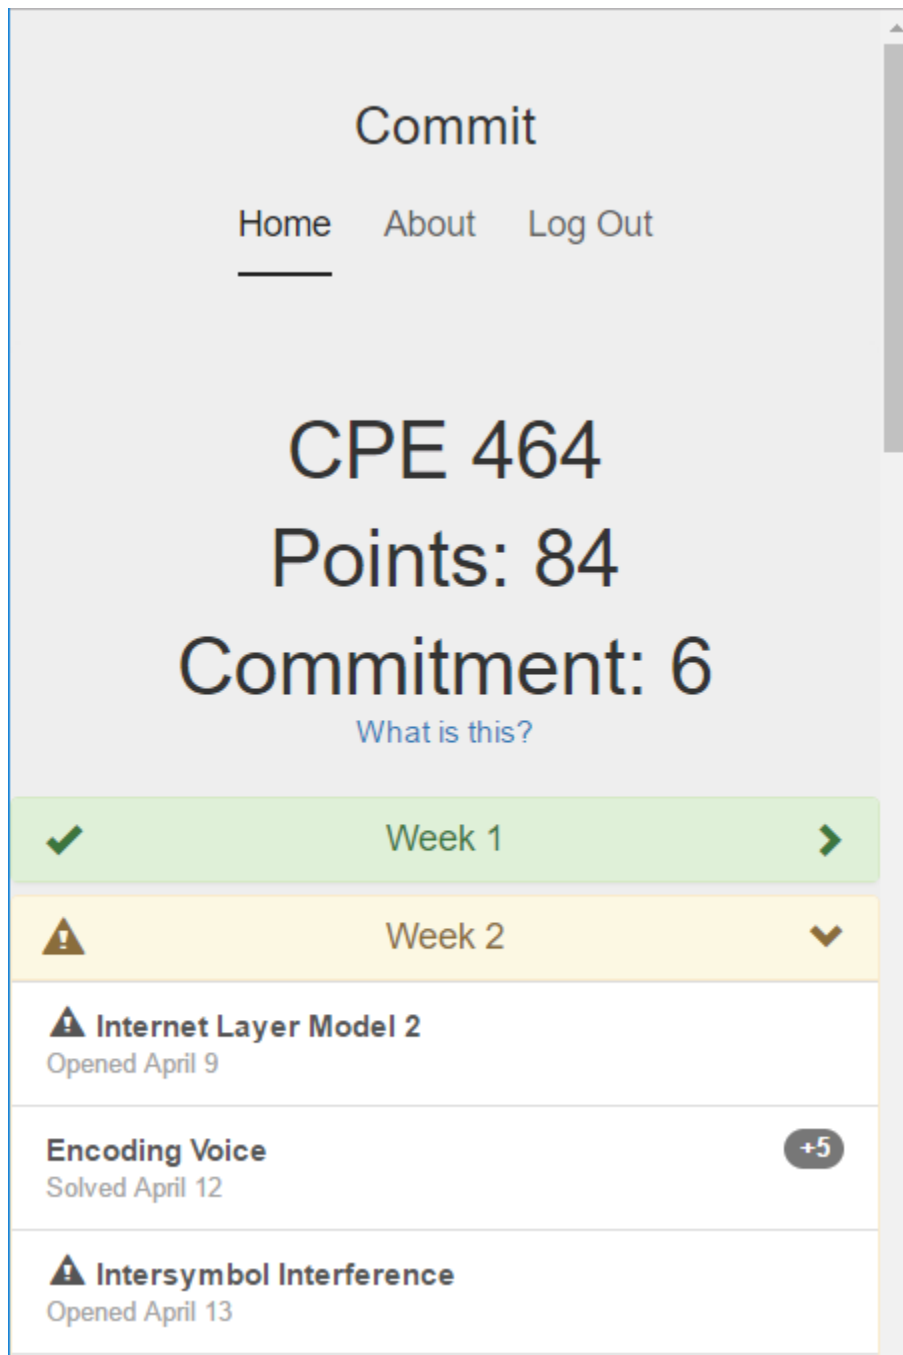 Commit
Home About Log Out
CPE 464
Points: 84
Commitment: 6
What is this?
Week 1
Week 2
Internet Layer Model 2
Opened April 9
Encoding Voice +5
Solved April 12
Intersymbol Interference
Opened April 13